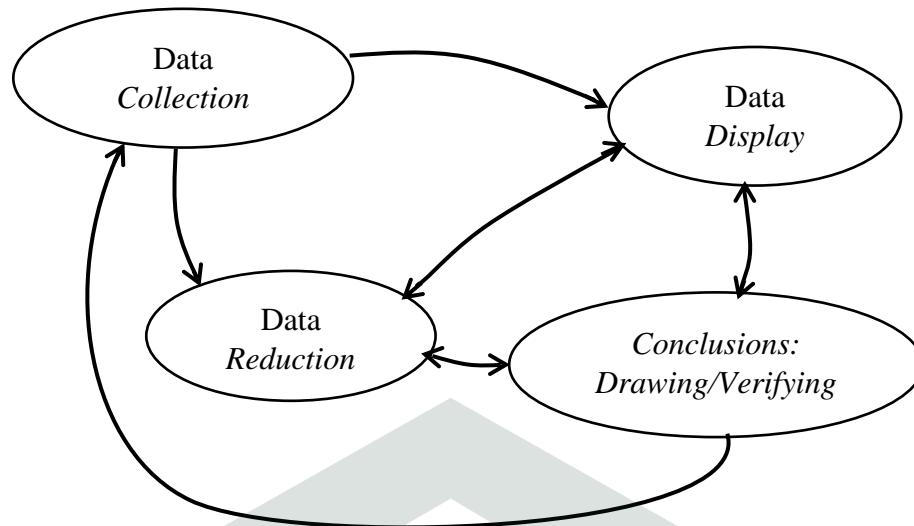 Data
Collection
Data
Display
Data
Reduction
Conclusions:
Drawing/Verifying